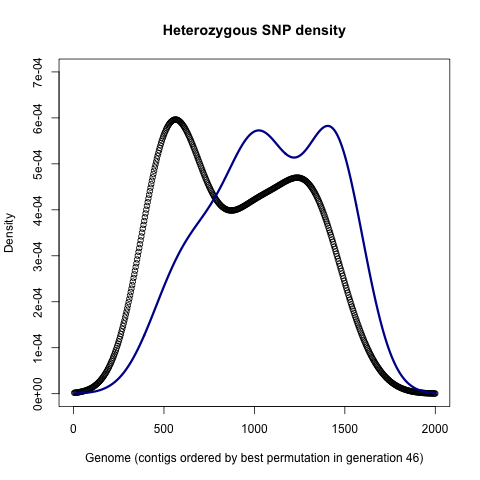 Heterozygous SNP density
7e-04
6e-04
5e-04
4e-04
3e-04
2e-04
1e-04
0e+00
Density
0 500 1000 1500 2000
Genome (contigs ordered by best permutation in generation 46)